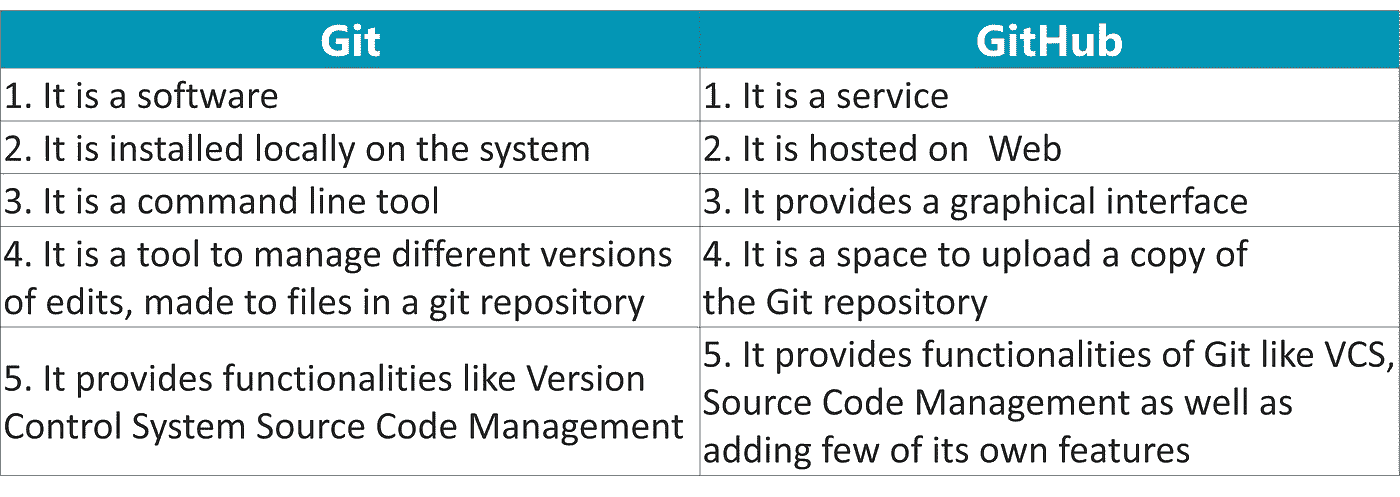 Git
GitHub
1. It is a software
1. It is a service
2. It is installed locally on the system
2. It is hosted on  Web
3. It is a command line tool
3. It provides a graphical interface
4. It is a tool to manage different versions
of edits, made to files in a git repository
4. It is a space to upload a copy of
the Git repository
5. It provides functionalities like Version
Control System Source Code Management
5. It provides functionalities of Git like VCS,
Source Code Management as well as
adding few of its own features